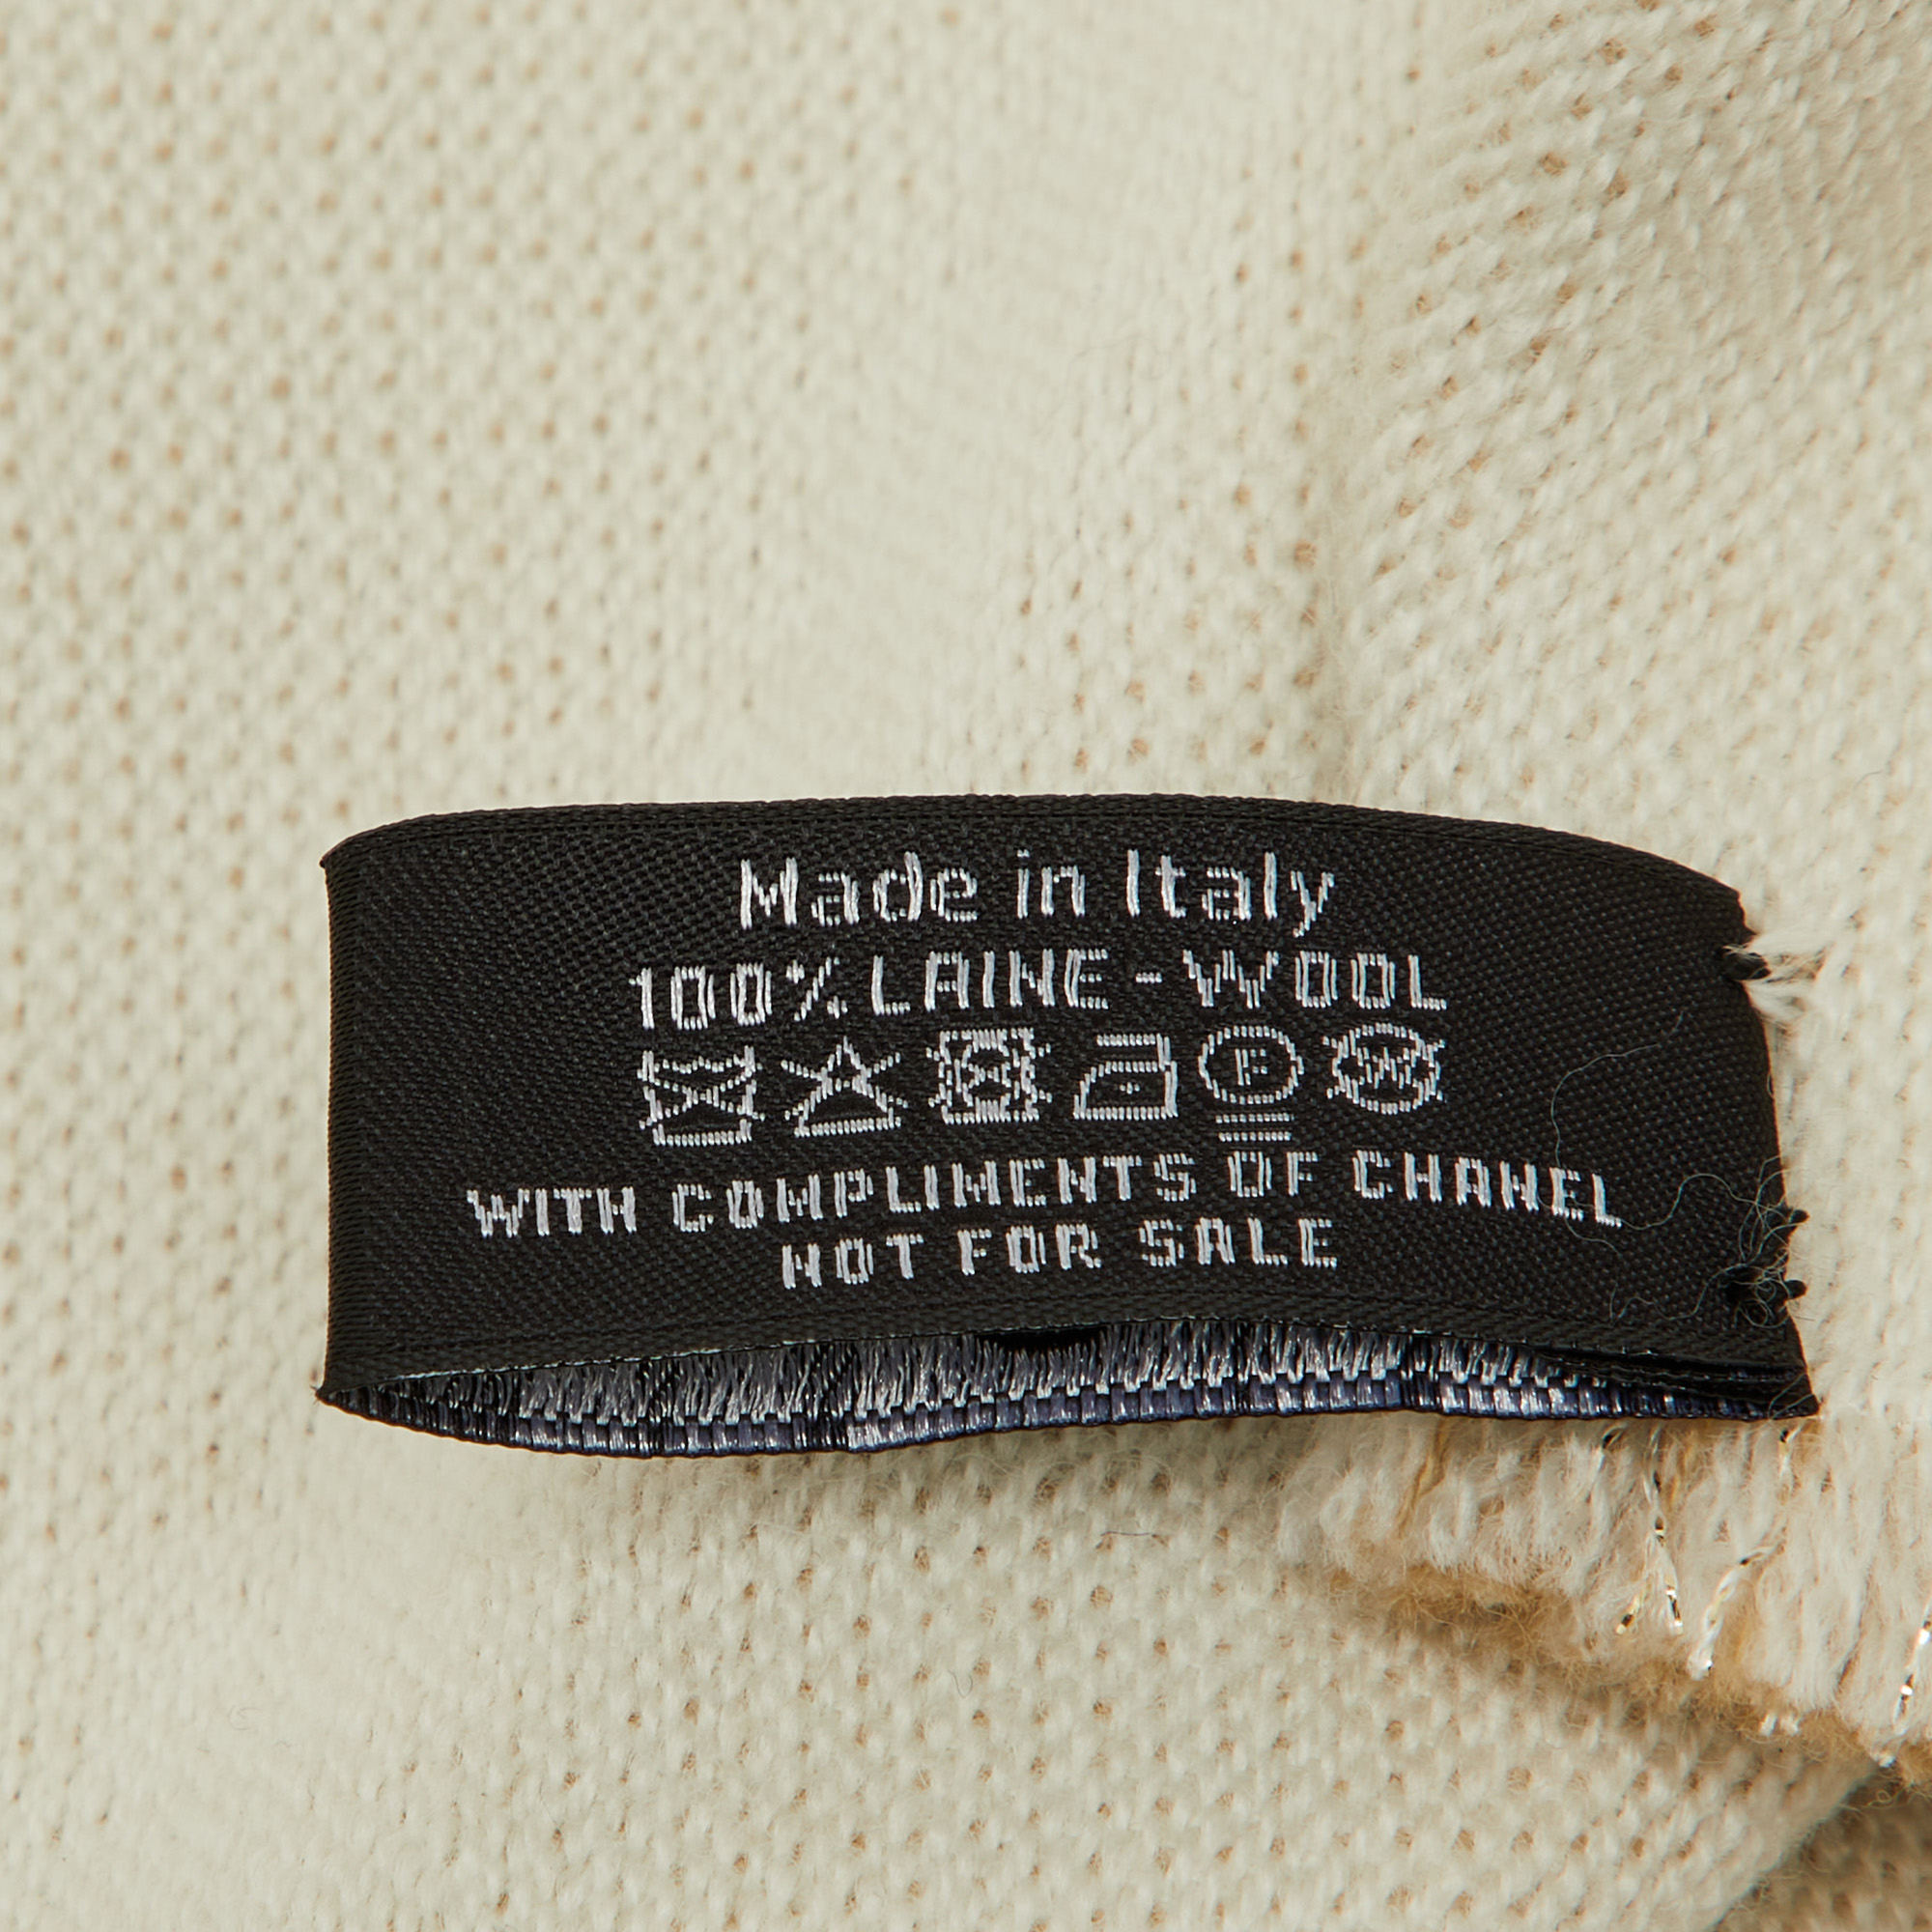 Made in Italy
100% LAINE - WOOL
F W
WITH COMPLIMENTS OF CHANEL
NOT FOR SALE